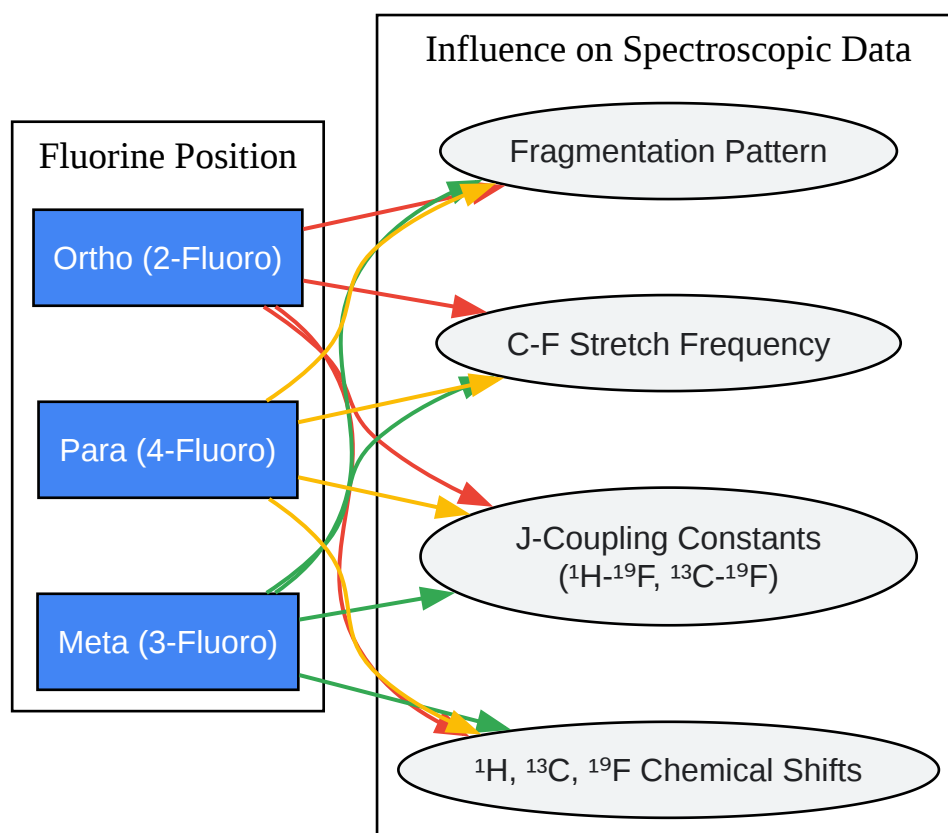 Influence on Spectroscopic Data
Fluorine Position
Fragmentation Pattern
Ortho (2-Fluoro)
C-F Stretch Frequency
Para (4-Fluoro)
J-Coupling Constants
(¹H-¹⁹F, ¹³C-¹⁹F)
Meta (3-Fluoro)
¹H, ¹³C, ¹⁹F Chemical Shifts